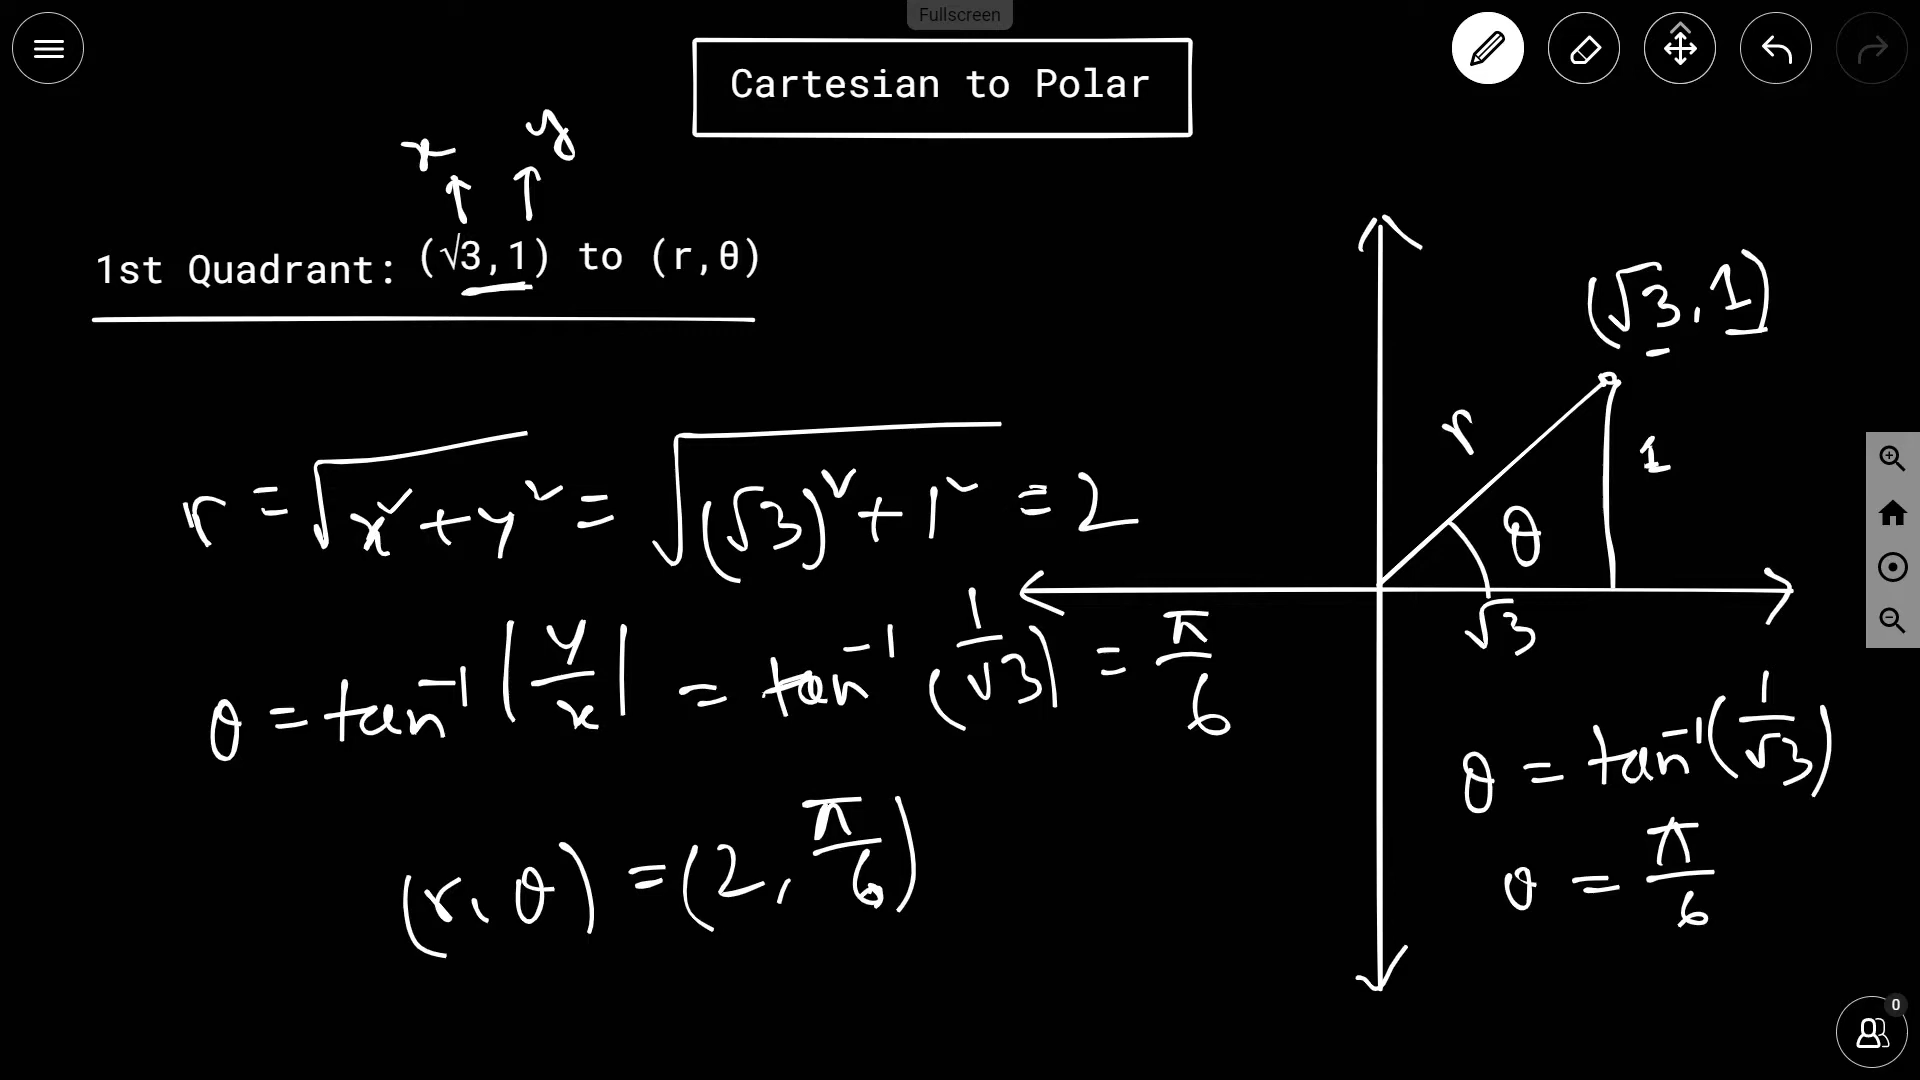 Fullscreen
Cartesian to Polar
x y
1st Quadrant: (√3,1) to (r,θ)
(√3,1)
r
1
θ
√3
r = √x²+y² = √(√3)²+1² = 2
θ = tan⁻¹|y/x| = tan⁻¹(1/√3) = π/6
(r, θ) = (2, π/6)
θ = tan⁻¹(1/√3)
θ = π/6
0